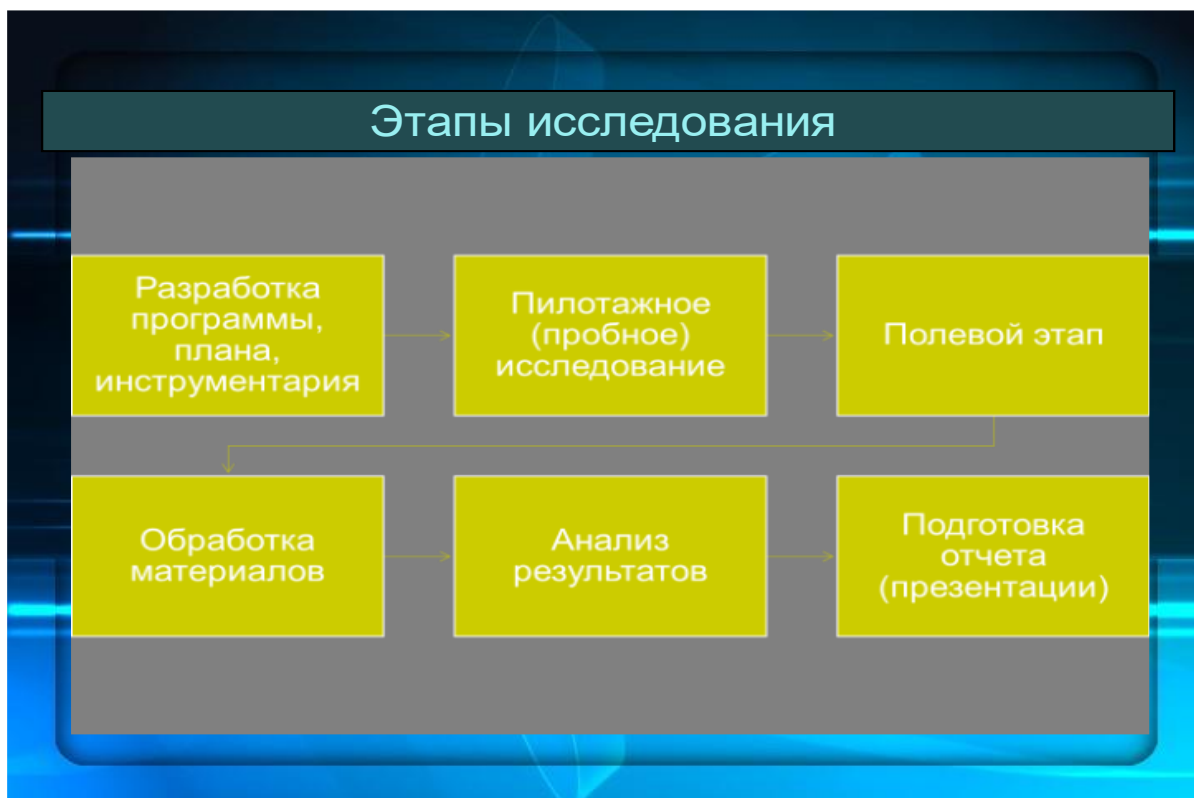 Этапы исследования
Разработка
программы,
плана,
инструментария
Пилотажное
(пробное)
исследование
Полевой этап
Обработка
материалов
Анализ
результатов
Подготовка
отчета
(презентации)